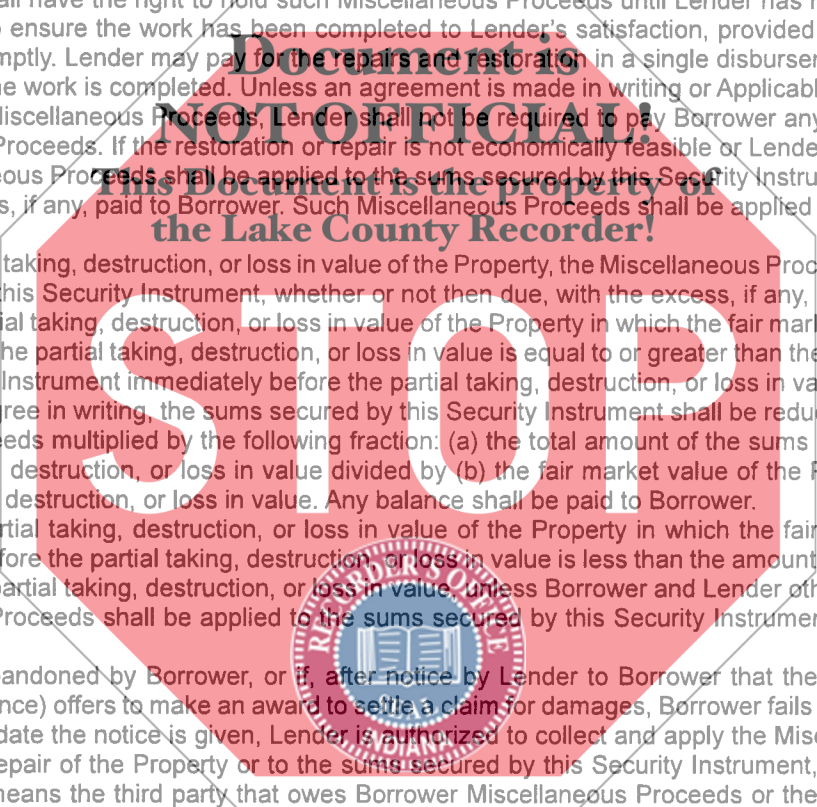 all have the right to hold such Miscellaneous Proceeds until Lender has
ensure the work has been completed to Lender's satisfaction, provided
mptly. Lender may pay for the repairs and restoration in a single disburse
Document is
e work is completed. Unless an agreement is made in writing or Applicabl
Miscellaneous Proceeds, Lender shall not be required to pay Borrower any
NOT OFFICIAL!
Proceeds. If the restoration or repair is not economically feasible or Lende
ous Proceeds shall be applied to the sums secured by this Security Instru
This Document is the property of
s, if any, paid to Borrower. Such Miscellaneous Proceeds shall be applied
the Lake County Recorder!
taking, destruction, or loss in value of the Property, the Miscellaneous Proc
his Security Instrument, whether or not then due, with the excess, if any,
ial taking, destruction, or loss in value of the Property in which the fair mar
he partial taking, destruction, or loss in value is equal to or greater than the
Instrument immediately before the partial taking, destruction, or loss in va
STOP
ree in writing, the sums secured by this Security Instrument shall be redu
eds multiplied by the following fraction: (a) the total amount of the sums
destruction, or loss in value divided by (b) the fair market value of the
destruction, or loss in value. Any balance shall be paid to Borrower.
rtial taking, destruction, or loss in value of the Property in which the fair
fore the partial taking, destruction, or loss in value is less than the amount
artial taking, destruction, or loss in value, unless Borrower and Lender oth
RECORDER'S OFFICE
Proceeds shall be applied to the sums secured by this Security Instrumen
andoned by Borrower, or if, after notice by Lender to Borrower that the
nce) offers to make an award to settle a claim for damages, Borrower fails
SEAL
date the notice is given, Lender is authorized to collect and apply the Mis
INDIANA
epair of the Property or to the sums secured by this Security Instrument,
means the third party that owes Borrower Miscellaneous Proceeds or the